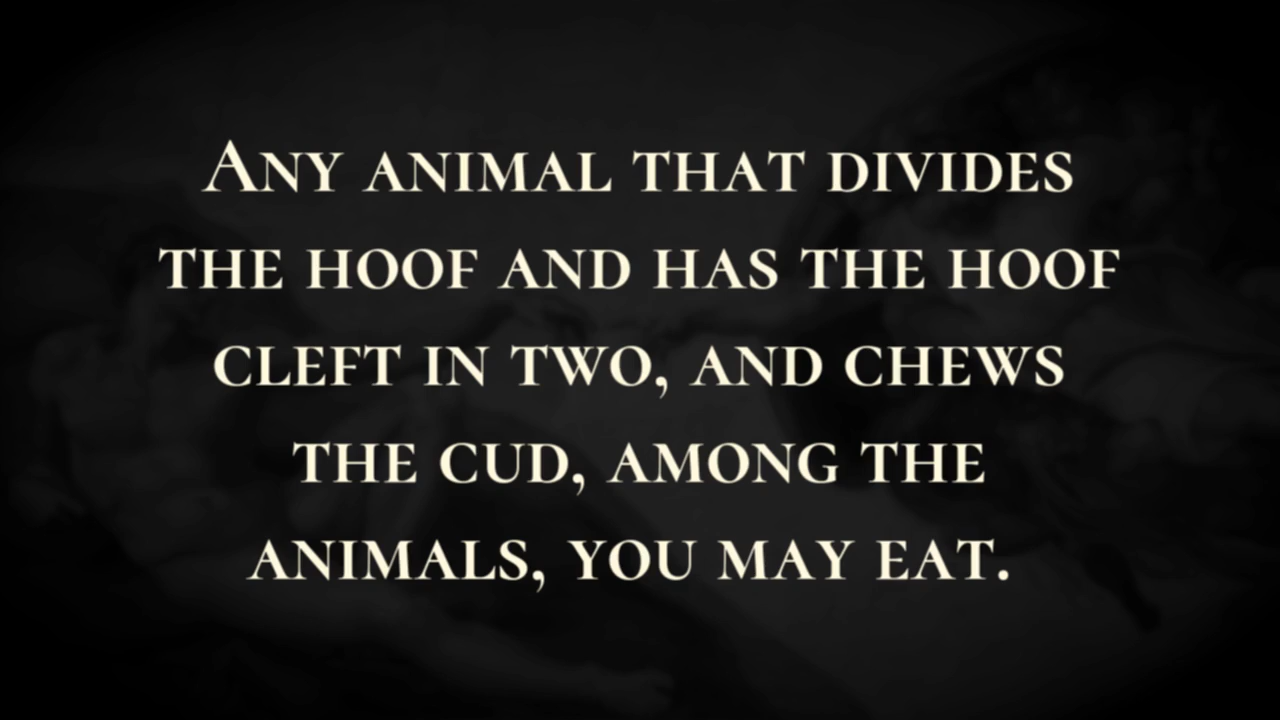 Any animal that divides
the hoof and has the hoof
cleft in two, and chews
the cud, among the
animals, you may eat.